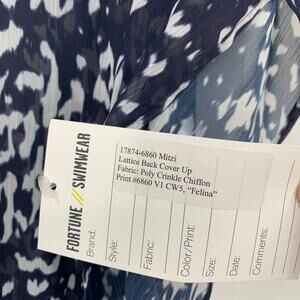 FORTUNE // SWIMWEAR
17874-6860 Mitzi
Lattice Back Cover Up
Fabric: Poly Crinkle Chiffon
Print #6860 V1 CW5, "Felina"
Brand:
Style:
Fabric:
Color/Print:
Size:
Date:
Comments: